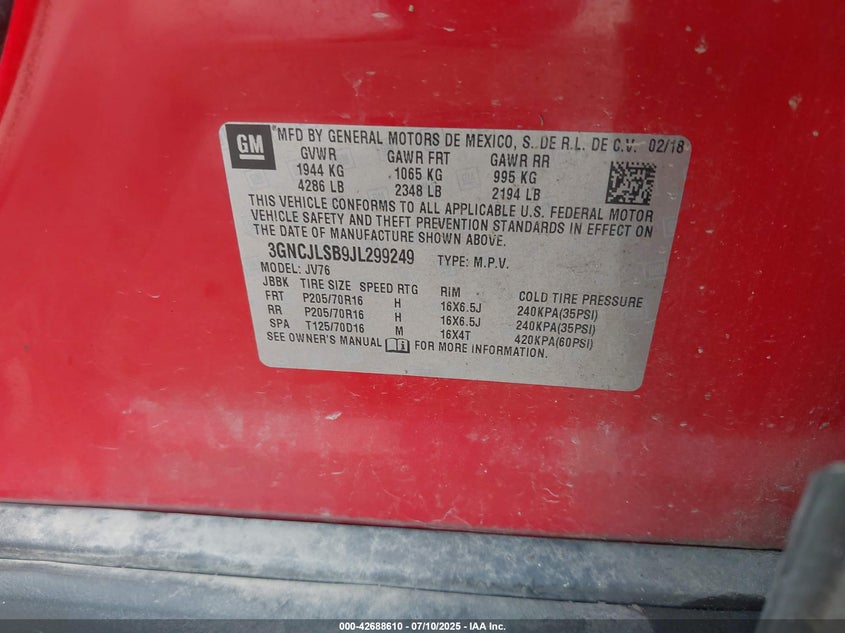 GM
MFD BY GENERAL MOTORS DE MEXICO, S. DE R.L. DE C.V. 02/18
GVWR GAWR FRT GAWR RR
1944 KG 1065 KG 995 KG
4286 LB 2348 LB 2194 LB
THIS VEHICLE CONFORMS TO ALL APPLICABLE U.S. FEDERAL MOTOR
VEHICLE SAFETY AND THEFT PREVENTION STANDARDS IN EFFECT ON
THE DATE OF MANUFACTURE SHOWN ABOVE.
3GNCJLSB9JL299249 TYPE: M.P.V.
MODEL: JV76
JBBK TIRE SIZE SPEED RTG RIM COLD TIRE PRESSURE
FRT P205/70R16 H 16X6.5J 240KPA(35PSI)
RR P205/70R16 H 16X6.5J 240KPA(35PSI)
SPA T125/70D16 M 16X4T 420KPA(60PSI)
SEE OWNER'S MANUAL FOR MORE INFORMATION.
000-42688610 - 07/10/2025 - IAA Inc.